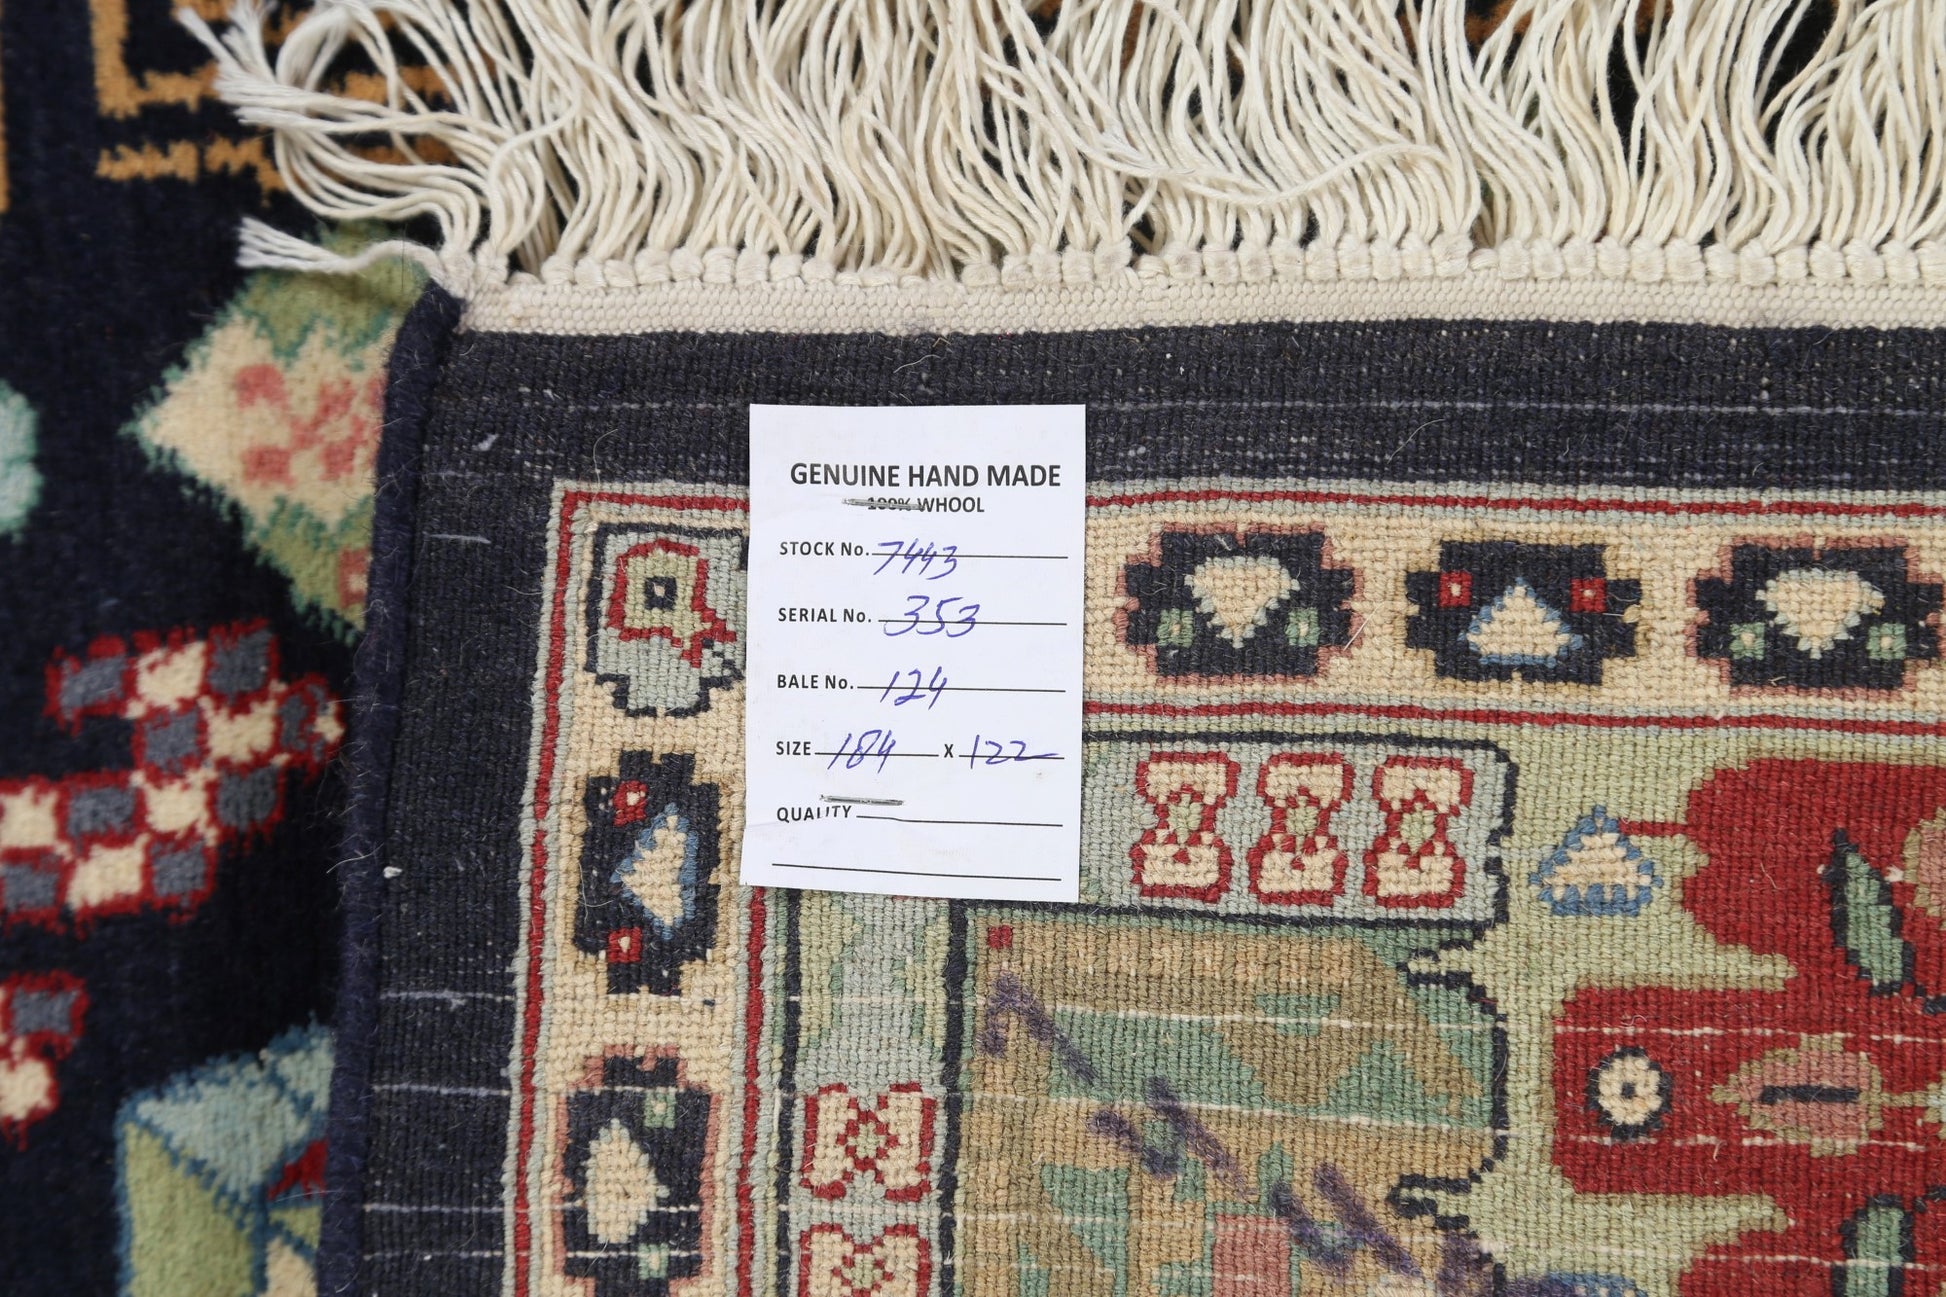 GENUINE HAND MADE
100% WHOOL
STOCK No. 7443
SERIAL No. 353
BALE No. 124
SIZE 184 X 122
QUALITY